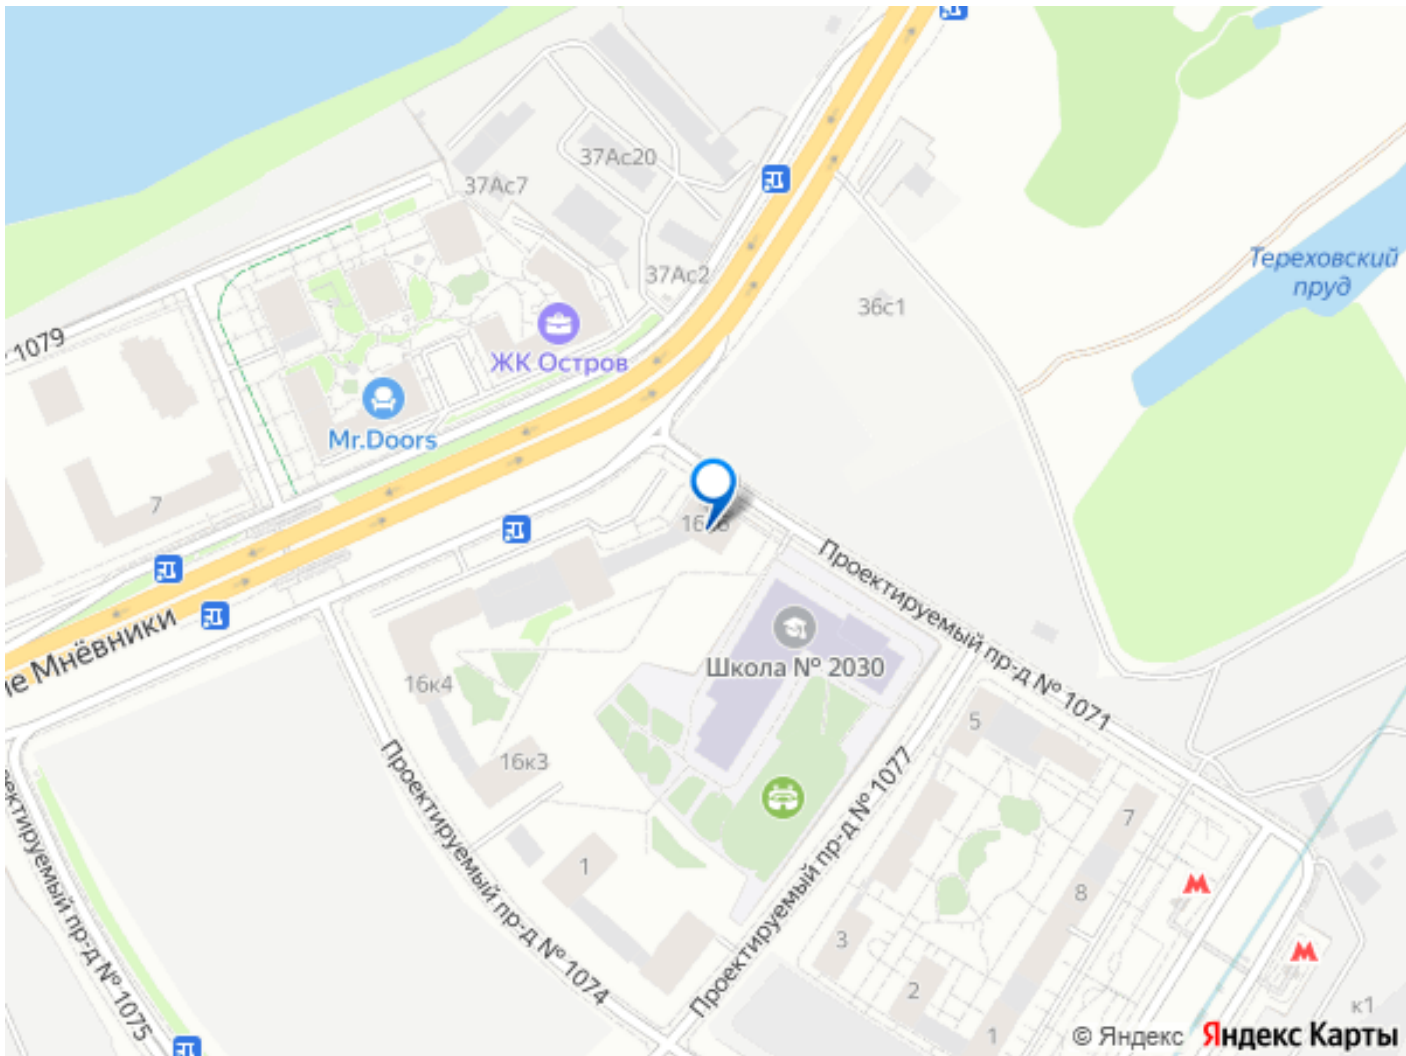 37Ас20
37Ас7
Тереховский
пруд
37Ас2
36с1
1079
ЖК Остров
Mr.Doors
7
Проектируемый пр-д № 1071
Мнёвники
Школа № 2030
16к4
5
16к3
Проектируемый пр-д № 1077
7
Проектируемый пр-д № 1074
1
8
3
пр-д № 1075
2
к1
1
© Яндекс Яндекс Карты